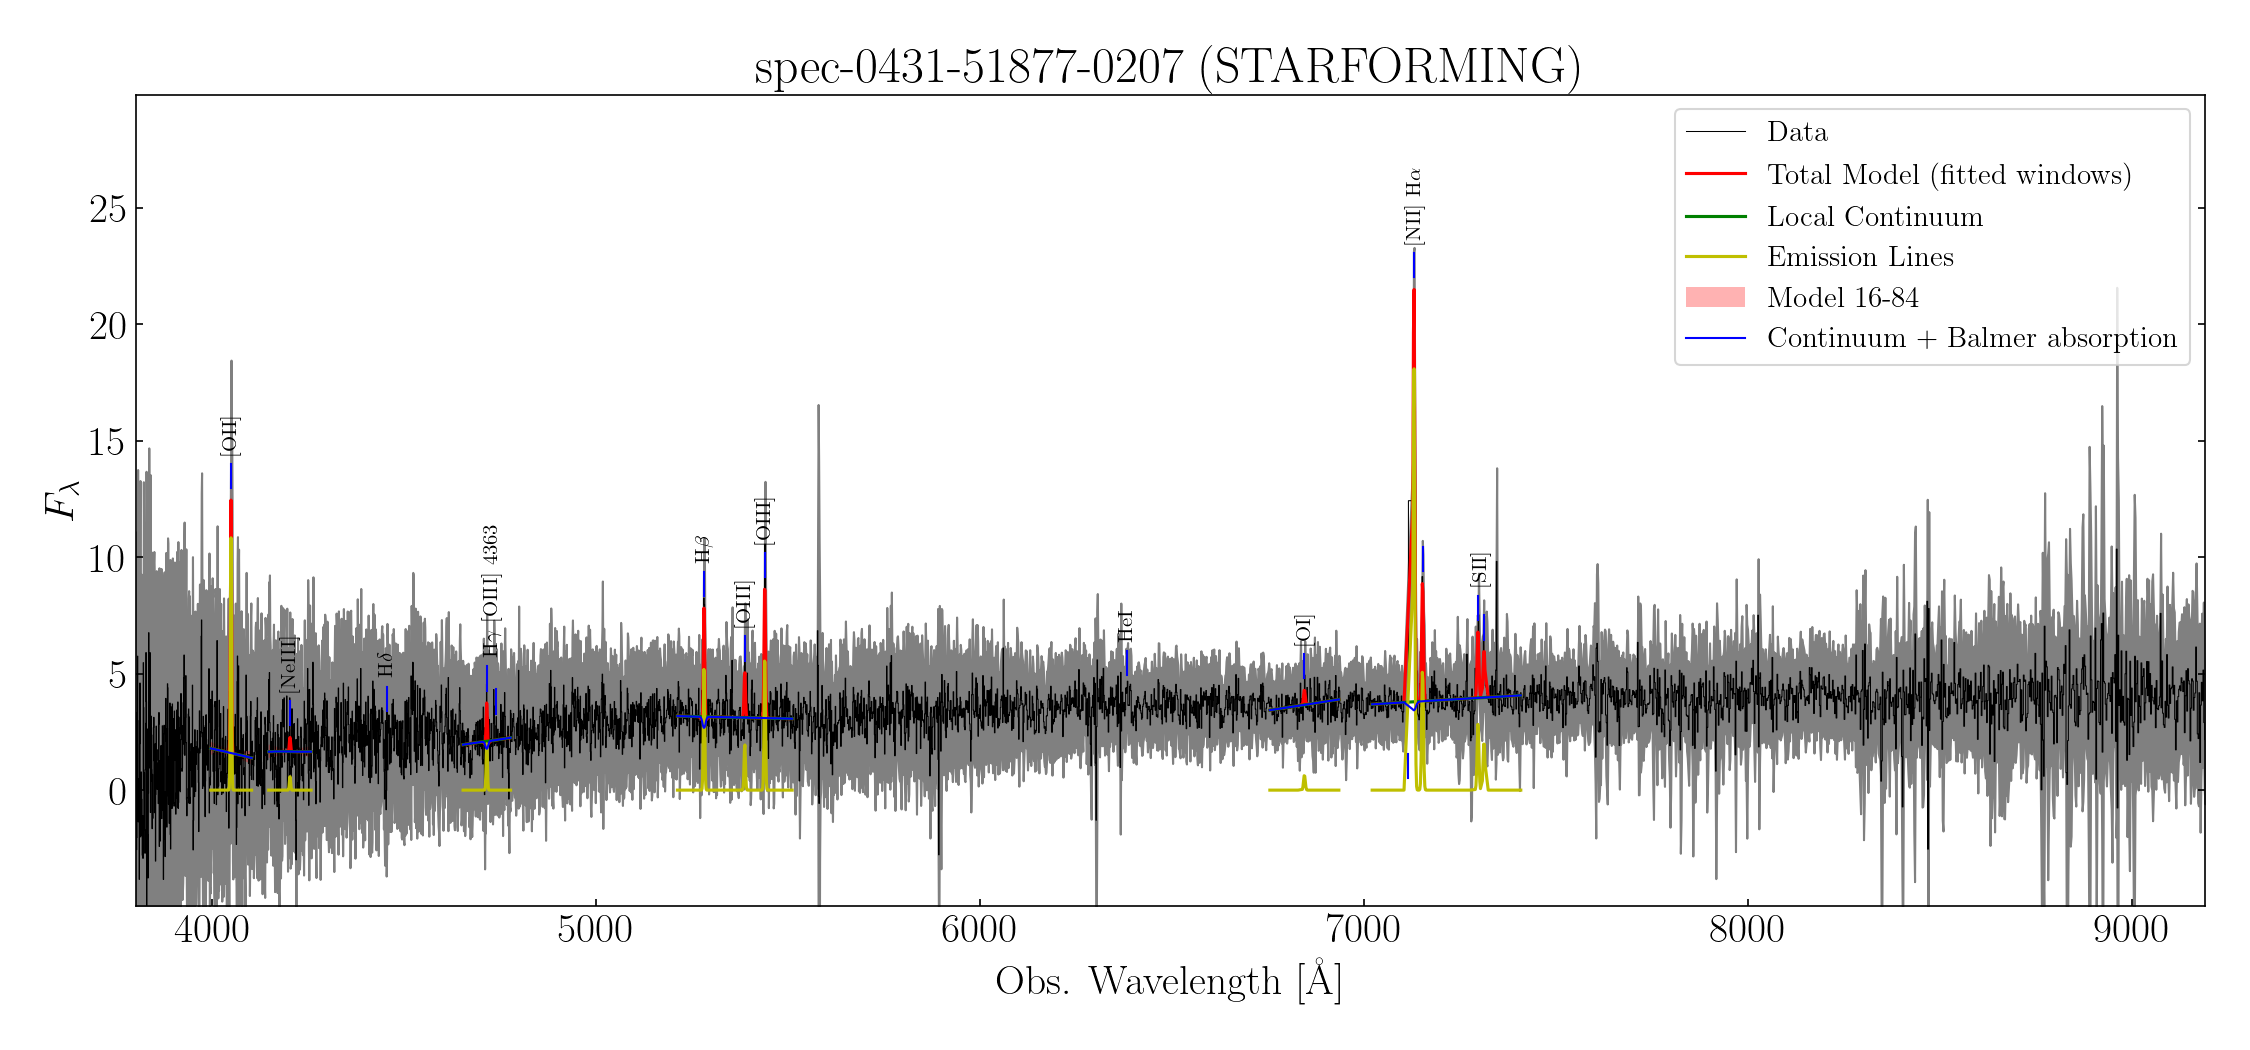 spec-0431-51877-0207 (STARFORMING)
Data
Total Model (fitted windows)
Local Continuum
Emission Lines
Model 16-84
Continuum + Balmer absorption
25
20
15
10
5
0
Fλ
[OII]
[NeIII]
Hδ
Hγ [OIII] 4363
Hβ
[OIII]
[OIII]
HeI
[OI]
[NII] Hα
[SII]
4000 5000 6000 7000 8000 9000
Obs. Wavelength [Å]